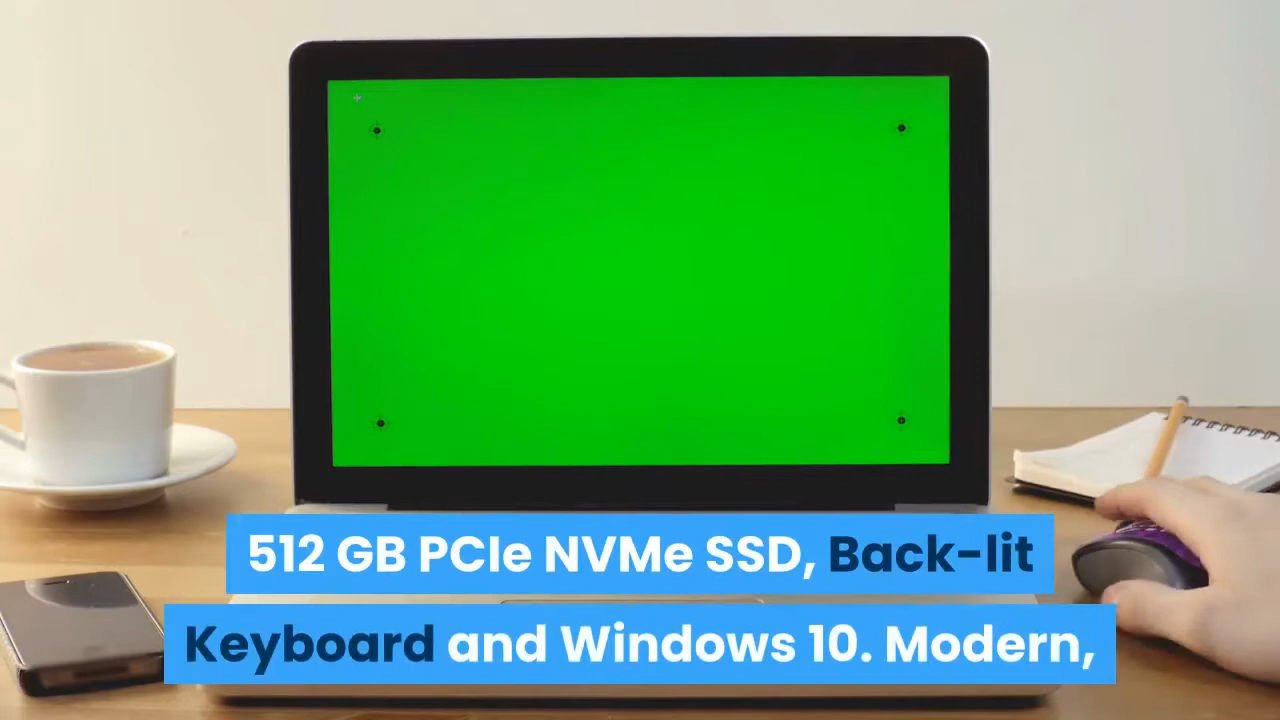 512 GB PCIe NVMe SSD, Back-lit
Keyboard and Windows 10. Modern,